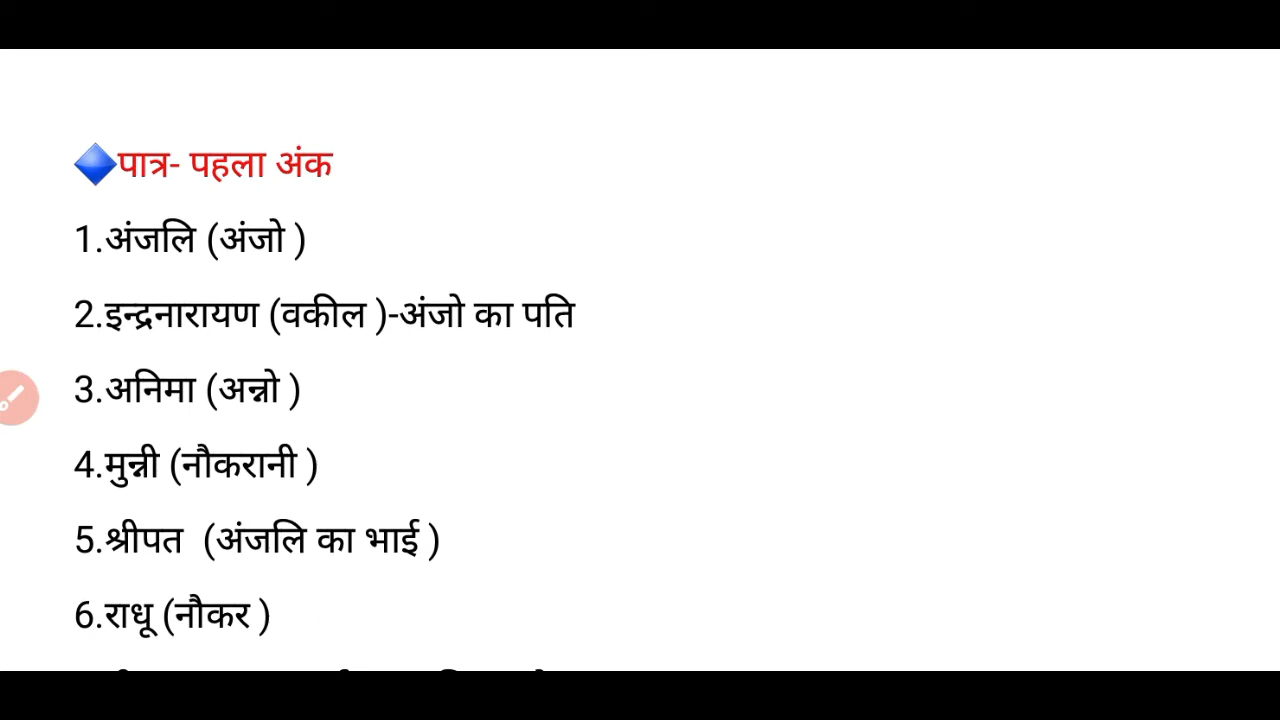 🔷पात्र- पहला अंक
1.अंजलि (अंजो )
2.इन्द्रनारायण (वकील )-अंजो का पति
3.अनिमा (अन्नो )
4.मुन्नी (नौकरानी )
5.श्रीपत  (अंजलि का भाई )
6.राधू (नौकर )